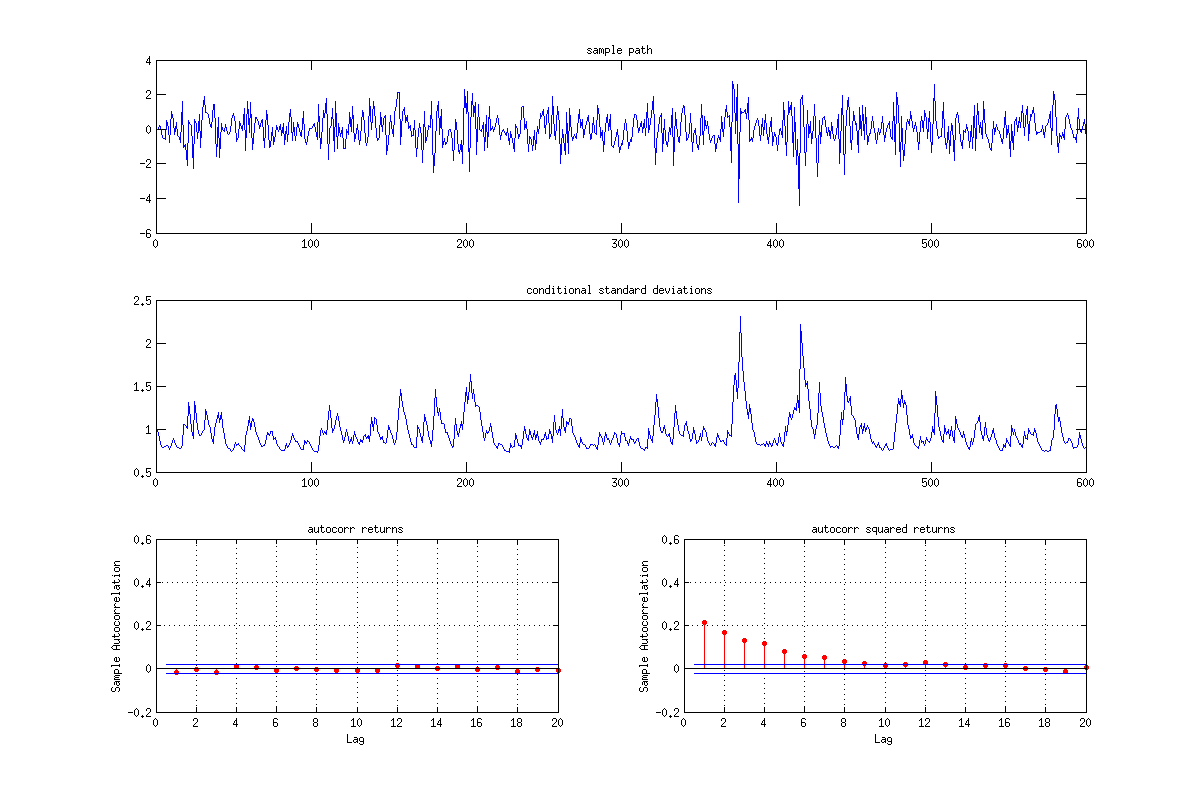 sample path
4
2
0
-2
-4
-6
0 100 200 300 400 500 600
conditional standard deviations
2.5
2
1.5
1
0.5
0 100 200 300 400 500 600
autocorr returns
Sample Autocorrelation
0.6
0.4
0.2
0
-0.2
0 2 4 6 8 10 12 14 16 18 20
Lag
autocorr squared returns
Sample Autocorrelation
0.6
0.4
0.2
0
-0.2
0 2 4 6 8 10 12 14 16 18 20
Lag